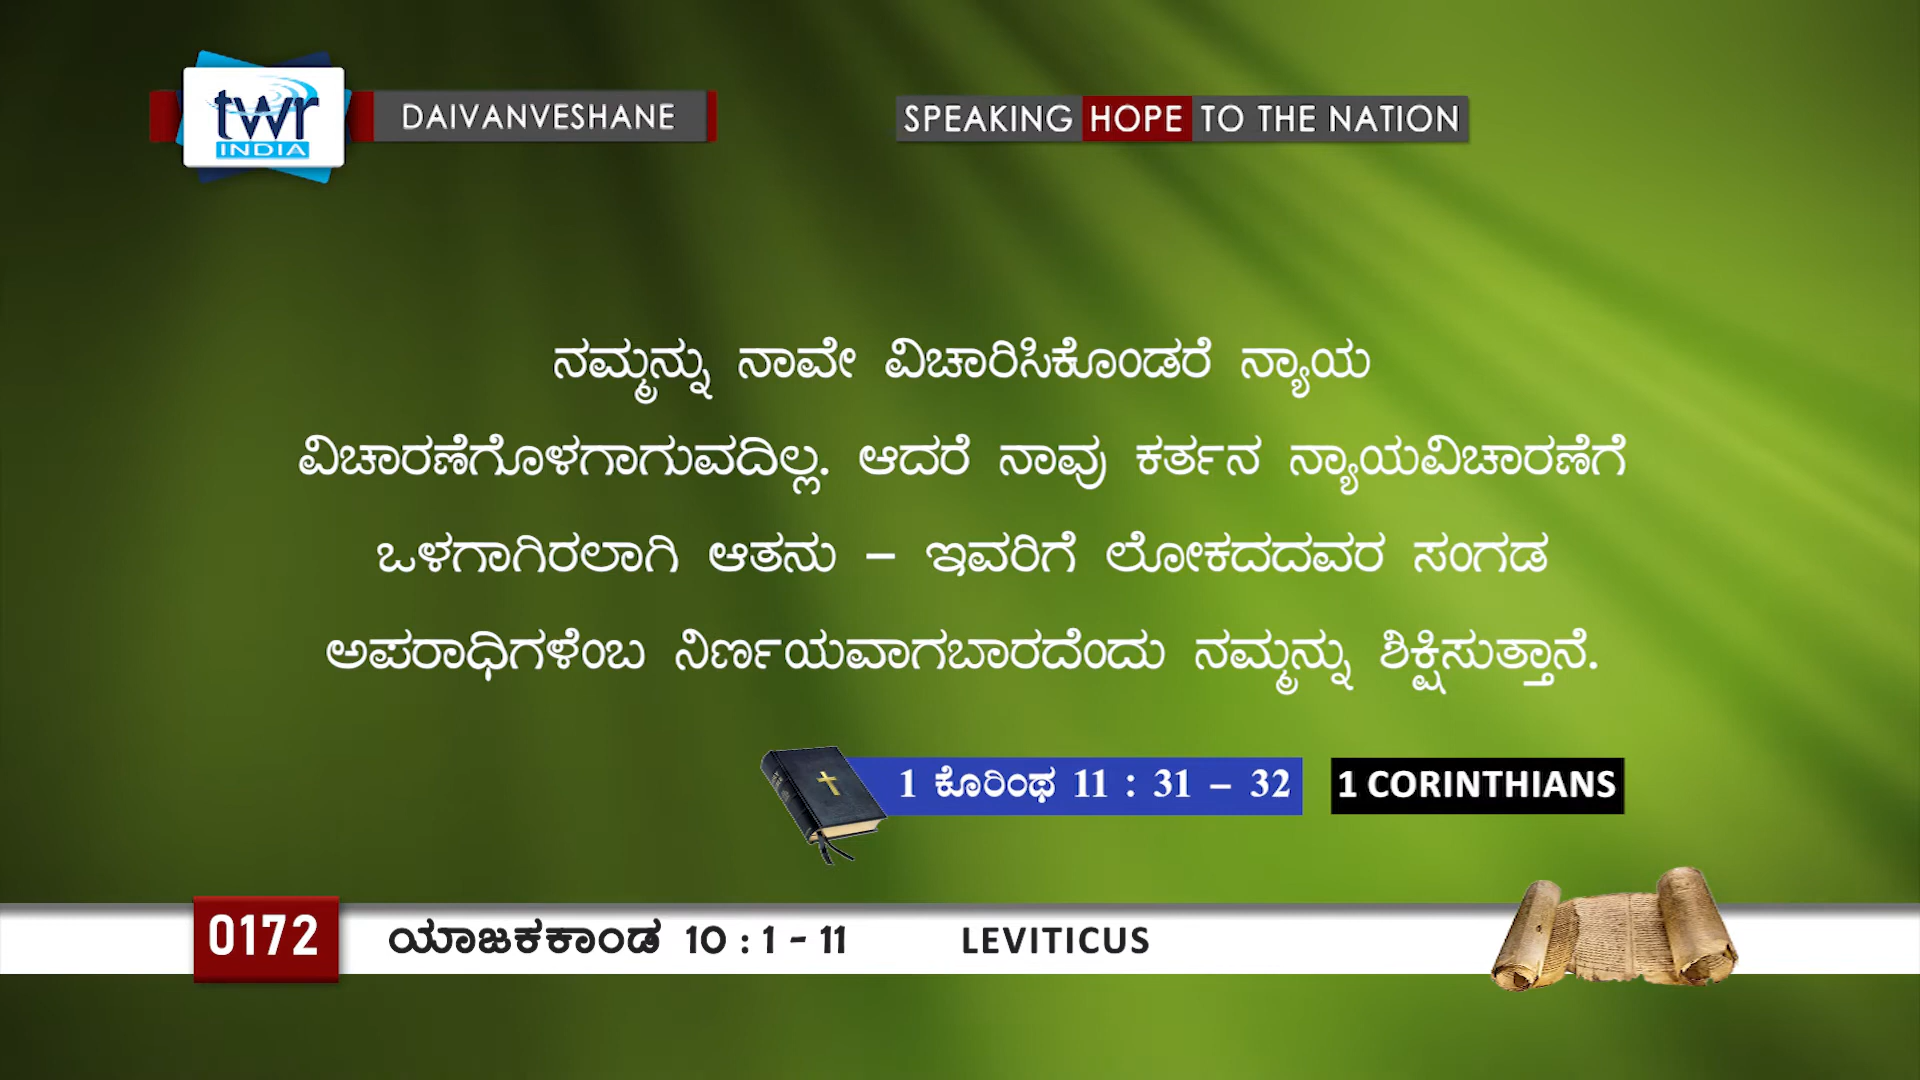 twr
INDIA
DAIVANVESHANE
SPEAKING HOPE TO THE NATION
ನಮ್ಮನ್ನು ನಾವೇ ವಿಚಾರಿಸಿಕೊಂಡರೆ ನ್ಯಾಯ
ವಿಚಾರಣೆಗೊಳಗಾಗುವದಿಲ್ಲ. ಆದರೆ ನಾವು ಕರ್ತನ ನ್ಯಾಯವಿಚಾರಣೆಗೆ
ಒಳಗಾಗಿರಲಾಗಿ ಆತನು – ಇವರಿಗೆ ಲೋಕದದವರ ಸಂಗಡ
ಅಪರಾಧಿಗಳೆಂಬ ನಿರ್ಣಯವಾಗಬಾರದೆಂದು ನಮ್ಮನ್ನು ಶಿಕ್ಷಿಸುತ್ತಾನೆ.
1 ಕೊರಿಂಥ 11 : 31 – 32
1 CORINTHIANS
0172
ಯಾಜಕಕಾಂಡ 10 : 1 - 11
LEVITICUS